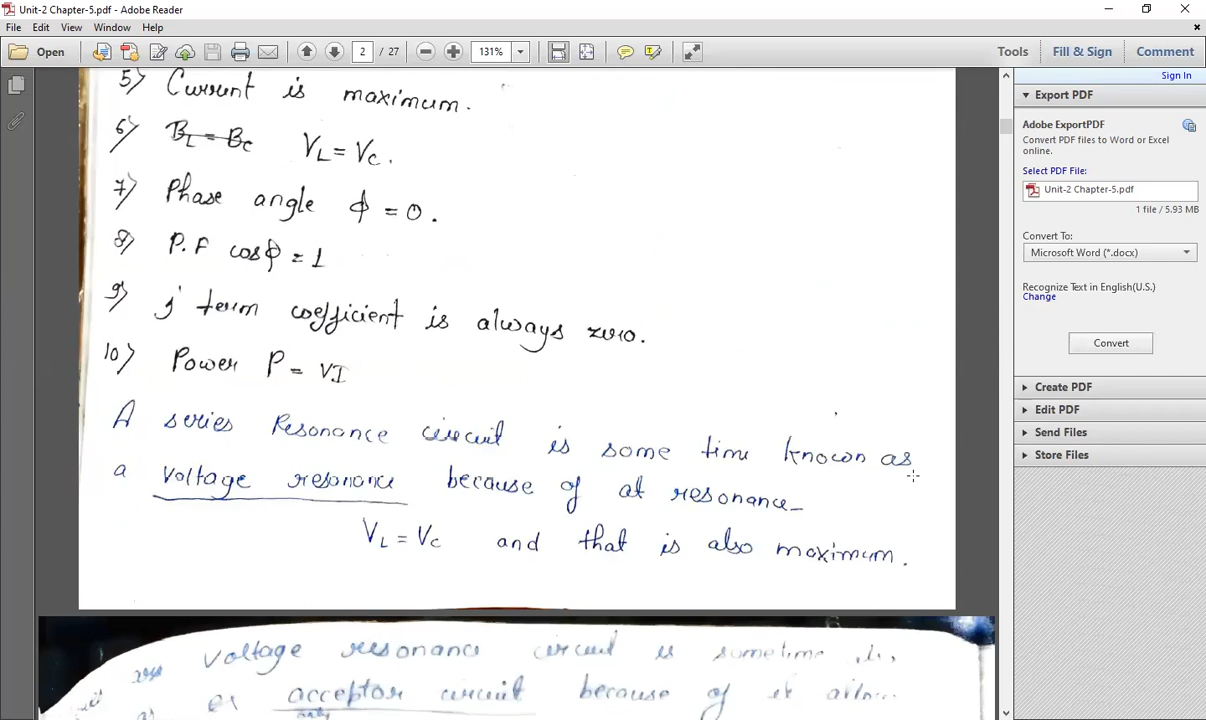 Unit-2 Chapter-5.pdf - Adobe Reader
File Edit View Window Help
Open 2 / 27 131% Tools Fill & Sign Comment
Sign In
Export PDF
Adobe ExportPDF
Convert PDF files to Word or Excel
online.
Select PDF File:
Unit-2 Chapter-5.pdf
1 file / 5.93 MB
Convert To:
Microsoft Word (*.docx)
Recognize Text in English(U.S.)
Change
Convert
Create PDF
Edit PDF
Send Files
Store Files
5) Current is maximum.
6) B_L = B_C V_L = V_C.
7) Phase angle ϕ = 0.
8) P.F cosϕ = 1
9) j term coefficient is always zero.
10) Power P = VI
A series Resonance circuit is some time known as
a voltage resonance because of at resonance
V_L = V_C and that is also maximum.
voltage resonance circuit is sometime
acceptor circuit because of it